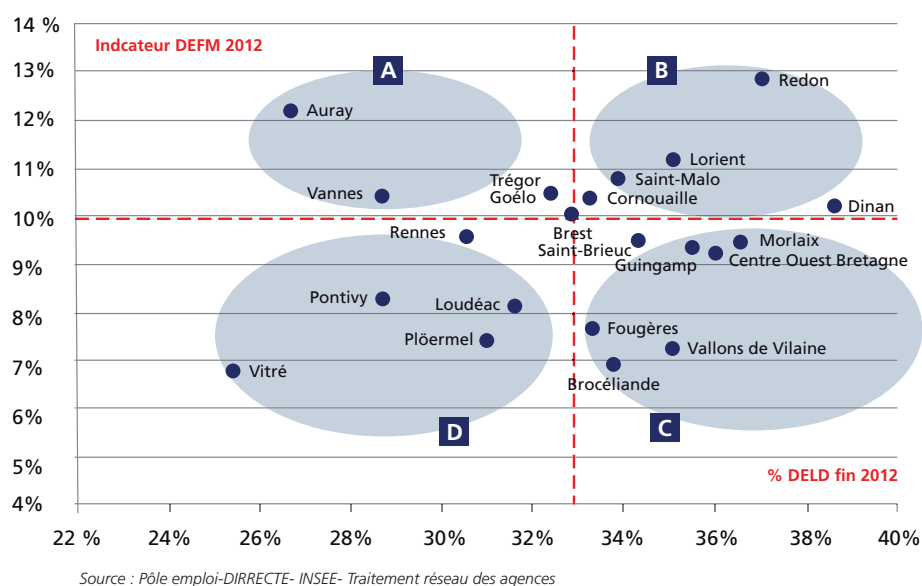 14 %
Indcateur DEFM 2012
13%
A
B
Redon
12%
Auray
11%
Lorient
Trégor
Goélo
Saint-Malo
Vannes
Cornouaille
Dinan
10%
Rennes
Brest
Saint-Brieuc
Morlaix
9%
Guingamp
Centre Ouest Bretagne
8%
Pontivy
Loudéac
Fougères
Plöermel
Vallons de Vilaine
7%
Vitré
Brocéliande
6%
D
C
5%
% DELD fin 2012
4%
22 %
24%
26%
28%
30%
32%
34%
36%
38%
40%
Source : Pôle emploi-DIRRECTE- INSEE- Traitement réseau des agences